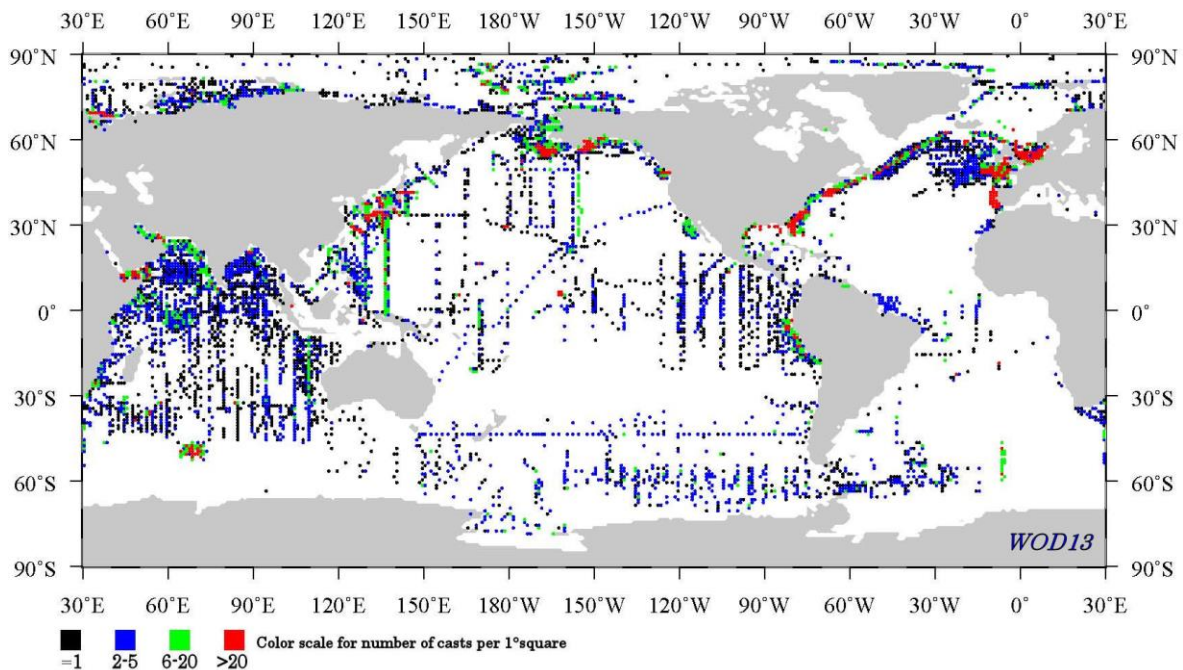 30°E 60°E 90°E 120°E 150°E 180°W 150°W 120°W 90°W 60°W 30°W 0° 30°E
90°N 90°N
60°N 60°N
30°N 30°N
0° 0°
30°S 30°S
60°S 60°S
WOD13
90°S 90°S
30°E 60°E 90°E 120°E 150°E 180°W 150°W 120°W 90°W 60°W 30°W 0° 30°E
Color scale for number of casts per 1°square
=1 2-5 6-20 >20